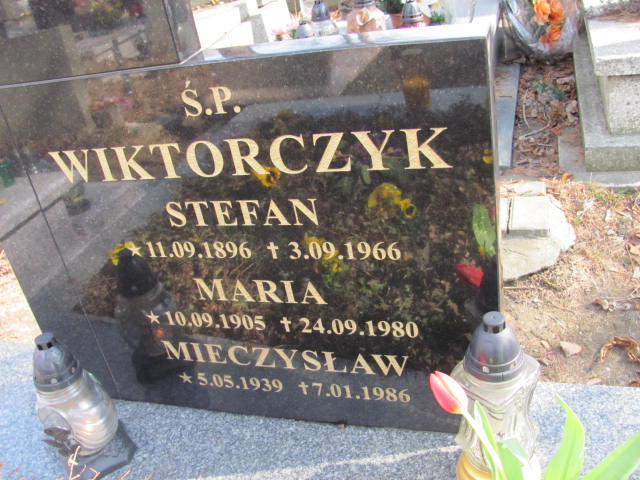 Ś.P.
WIKTORCZYK
STEFAN
★11.09.1896 ✝ 3.09.1966
MARIA
★10.09.1905 ✝ 24.09.1980
MIECZYSŁAW
★ 5.05.1939 ✝7.01.1986